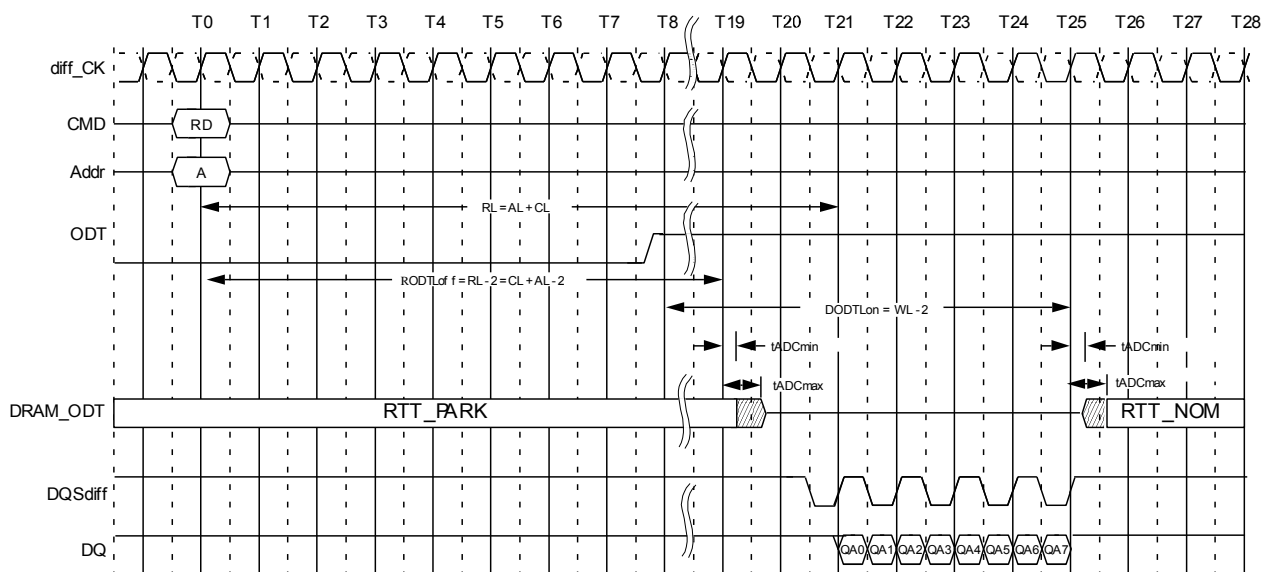 T0 T1 T2 T3 T4 T5 T6 T7 T8 T19 T20 T21 T22 T23 T24 T25 T26 T27 T28
diff_CK
CMD RD
Addr A
RL = AL + CL
ODT
RODTLoff = RL - 2 = CL + AL - 2
DODTLon = WL - 2
tADCmin tADCmin
tADCmax tADCmax
DRAM_ODT RTT_PARK RTT_NOM
DQSdiff
DQ QA0 QA1 QA2 QA3 QA4 QA5 QA6 QA7